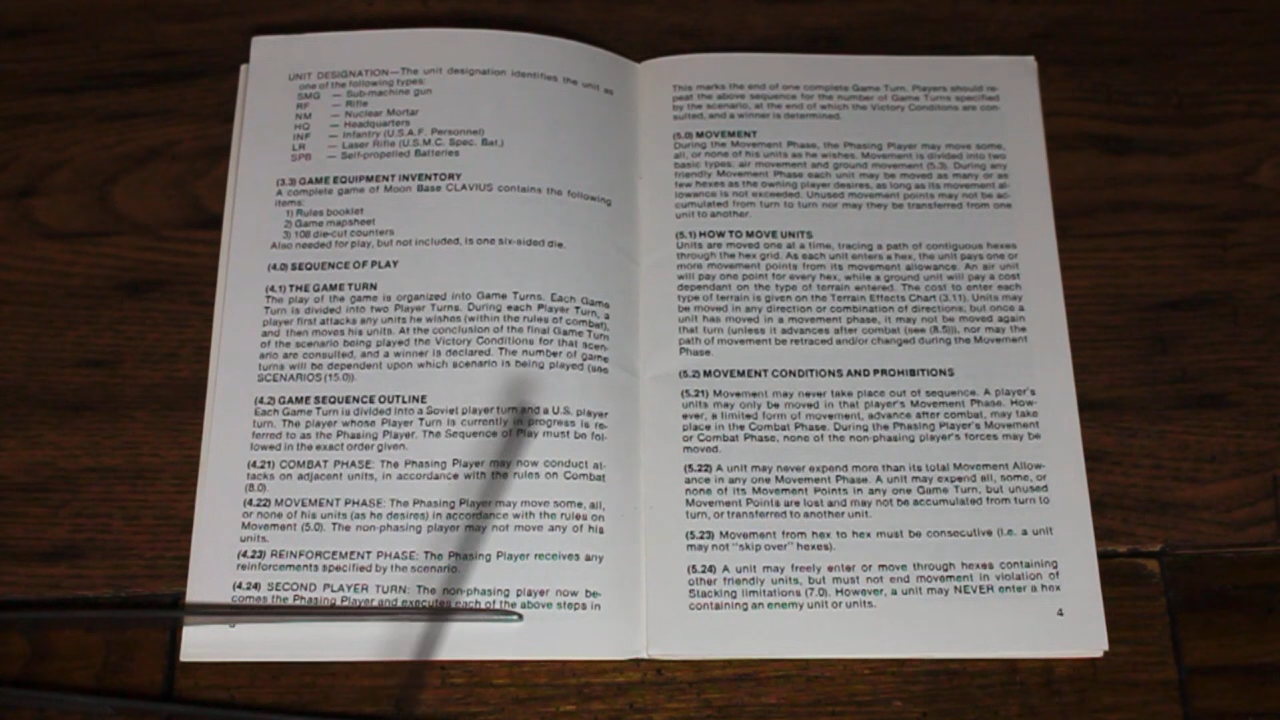 UNIT DESIGNATION—The unit designation identifies the unit as
one of the following types:
SMG — Sub-machine gun
RF — Rifle
NM — Nuclear Mortar
HQ — Headquarters
INF — Infantry (U.S.A.F. Personnel)
LR — Laser Rifle (U.S.M.C. Spec. Bat.)
SPB — Self-propelled Batteries
(3.3) GAME EQUIPMENT INVENTORY
A complete game of Moon Base CLAVIUS contains the following
items:
1) Rules booklet
2) Game mapsheet
3) 108 die-cut counters
Also needed for play, but not included, is one six-sided die.
(4.0) SEQUENCE OF PLAY
(4.1) THE GAME TURN
The play of the game is organized into Game Turns. Each Game
Turn is divided into two Player Turns. During each Player Turn, a
player first attacks any units he wishes (within the rules of combat),
and then moves his units. At the conclusion of the final Game Turn
of the scenario being played the Victory Conditions for that scen-
ario are consulted, and a winner is declared. The number of game
turns will be dependent upon which scenario is being played (see
SCENARIOS (15.0)).
(4.2) GAME SEQUENCE OUTLINE
Each Game Turn is divided into a Soviet player turn and a U.S. player
turn. The player whose Player Turn is currently in progress is re-
ferred to as the Phasing Player. The Sequence of Play must be fol-
lowed in the exact order given.
(4.21) COMBAT PHASE: The Phasing Player may now conduct at-
tacks on adjacent units, in accordance with the rules on Combat
(8.0).
(4.22) MOVEMENT PHASE: The Phasing Player may move some, all,
or none of his units (as he desires) in accordance with the rules on
Movement (5.0). The non-phasing player may not move any of his
units.
(4.23) REINFORCEMENT PHASE: The Phasing Player receives any
reinforcements specified by the scenario.
(4.24) SECOND PLAYER TURN: The non-phasing player now be-
comes the Phasing Player and executes each of the above steps in
This marks the end of one complete Game Turn. Players should re-
peat the above sequence for the number of Game Turns specified
by the scenario, at the end of which the Victory Conditons are con-
sulted, and a winner is determined.
(5.0) MOVEMENT
During the Movement Phase, the Phasing Player may move some,
all, or none of his units as he wishes. Movement is divided into two
basic types: air movement and ground movement (5.3). During any
friendly Movement Phase each unit may be moved as many or as
few hexes as the owning player desires, as long as its movement al-
lowance is not exceeded. Unused movement points may not be ac-
cumulated from turn to turn nor may they be transferred from one
unit to another.
(5.1) HOW TO MOVE UNITS
Units are moved one at a time, tracing a path of contiguous hexes
through the hex grid. As each unit enters a hex, the unit pays one or
more movement points from its movement allowance. An air unit
will pay one point for every hex, while a ground unit will pay a cost
dependant on the type of terrain entered. The cost to enter each
type of terrain is given on the Terrain Effects Chart (3.11). Units may
be moved in any direction or combination of directions, but once a
unit has moved in a movement phase, it may not be moved again
that turn (unless it advances after combat (see (8.5))), nor may the
path of movement be retraced and/or changed during the Movement
Phase.
(5.2) MOVEMENT CONDITIONS AND PROHIBITIONS
(5.21) Movement may never take place out of sequence. A player's
units may only be moved in that player's Movement Phase. How-
ever, a limited form of movement, advance after combat, may take
place in the Combat Phase. During the Phasing Player's Movement
or Combat Phase, none of the non-phasing player's forces may be
moved.
(5.22) A unit may never expend more than its total Movement Allow-
ance in any one Movement Phase. A unit may expend all, some, or
none of its Movement Points in any one Game Turn, but unused
Movement Points are lost and may not be accumulated from turn to
turn, or transferred to another unit.
(5.23) Movement from hex to hex must be consecutive (i.e. a unit
may not "skip over" hexes).
(5.24) A unit may freely enter or move through hexes containing
other friendly units, but must not end movement in violation of
Stacking limitations (7.0). However, a unit may NEVER enter a hex
containing an enemy unit or units.
4